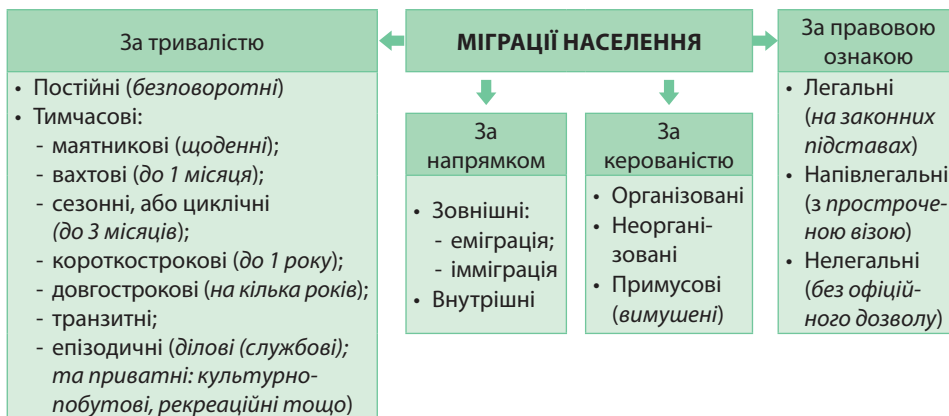 За тривалістю
• Постійні (безповоротні)
• Тимчасові:
- маятникові (щоденні);
- вахтові (до 1 місяця);
- сезонні, або циклічні
(до 3 місяців);
- короткострокові (до 1 року);
- довгострокові (на кілька років);
- транзитні;
- епізодичні (ділові (службові);
та приватні: культурно-
побутові, рекреаційні тощо)
МІГРАЦІЇ НАСЕЛЕННЯ
За
напрямком
• Зовнішні:
- еміграція;
- імміграція
• Внутрішні
За
керованістю
• Організовані
• Неоргані-
зовані
• Примусові
(вимушені)
За правовою
ознакою
• Легальні
(на законних
підставах)
• Напівлегальні
(з простроче-
ною візою)
• Нелегальні
(без офіцій-
ного дозволу)